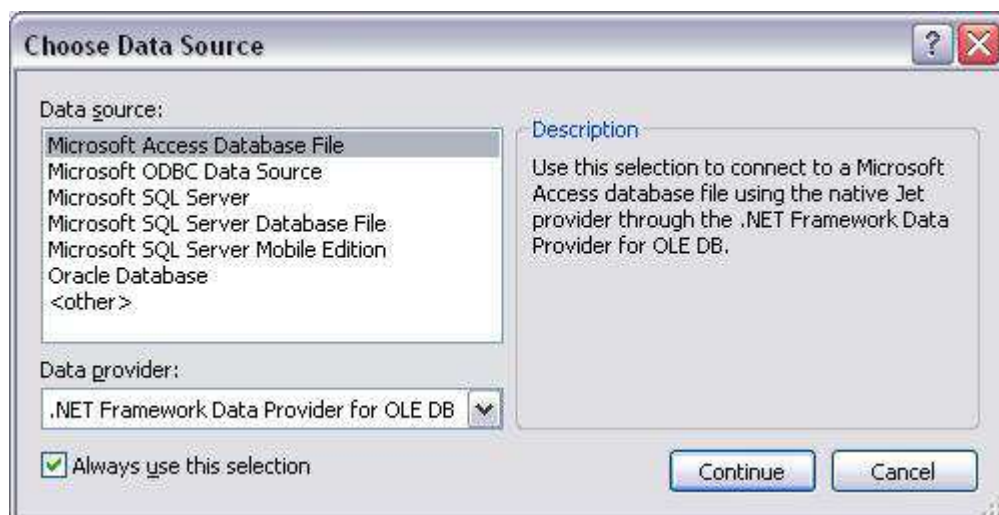 Choose Data Source
?
Data source:
Microsoft Access Database File
Microsoft ODBC Data Source
Microsoft SQL Server
Microsoft SQL Server Database File
Microsoft SQL Server Mobile Edition
Oracle Database
<other>
Description
Use this selection to connect to a Microsoft
Access database file using the native Jet
provider through the .NET Framework Data
Provider for OLE DB.
Data provider:
.NET Framework Data Provider for OLE DB
Always use this selection
Continue
Cancel